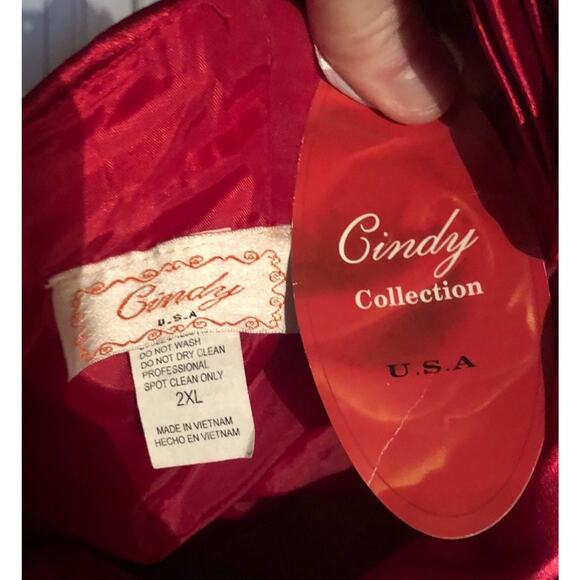 Cindy
U.S.A
DO NOT WASH
DO NOT DRY CLEAN
PROFESSIONAL
SPOT CLEAN ONLY
2XL
MADE IN VIETNAM
HECHO EN VIETNAM
Cindy
Collection
U.S.A